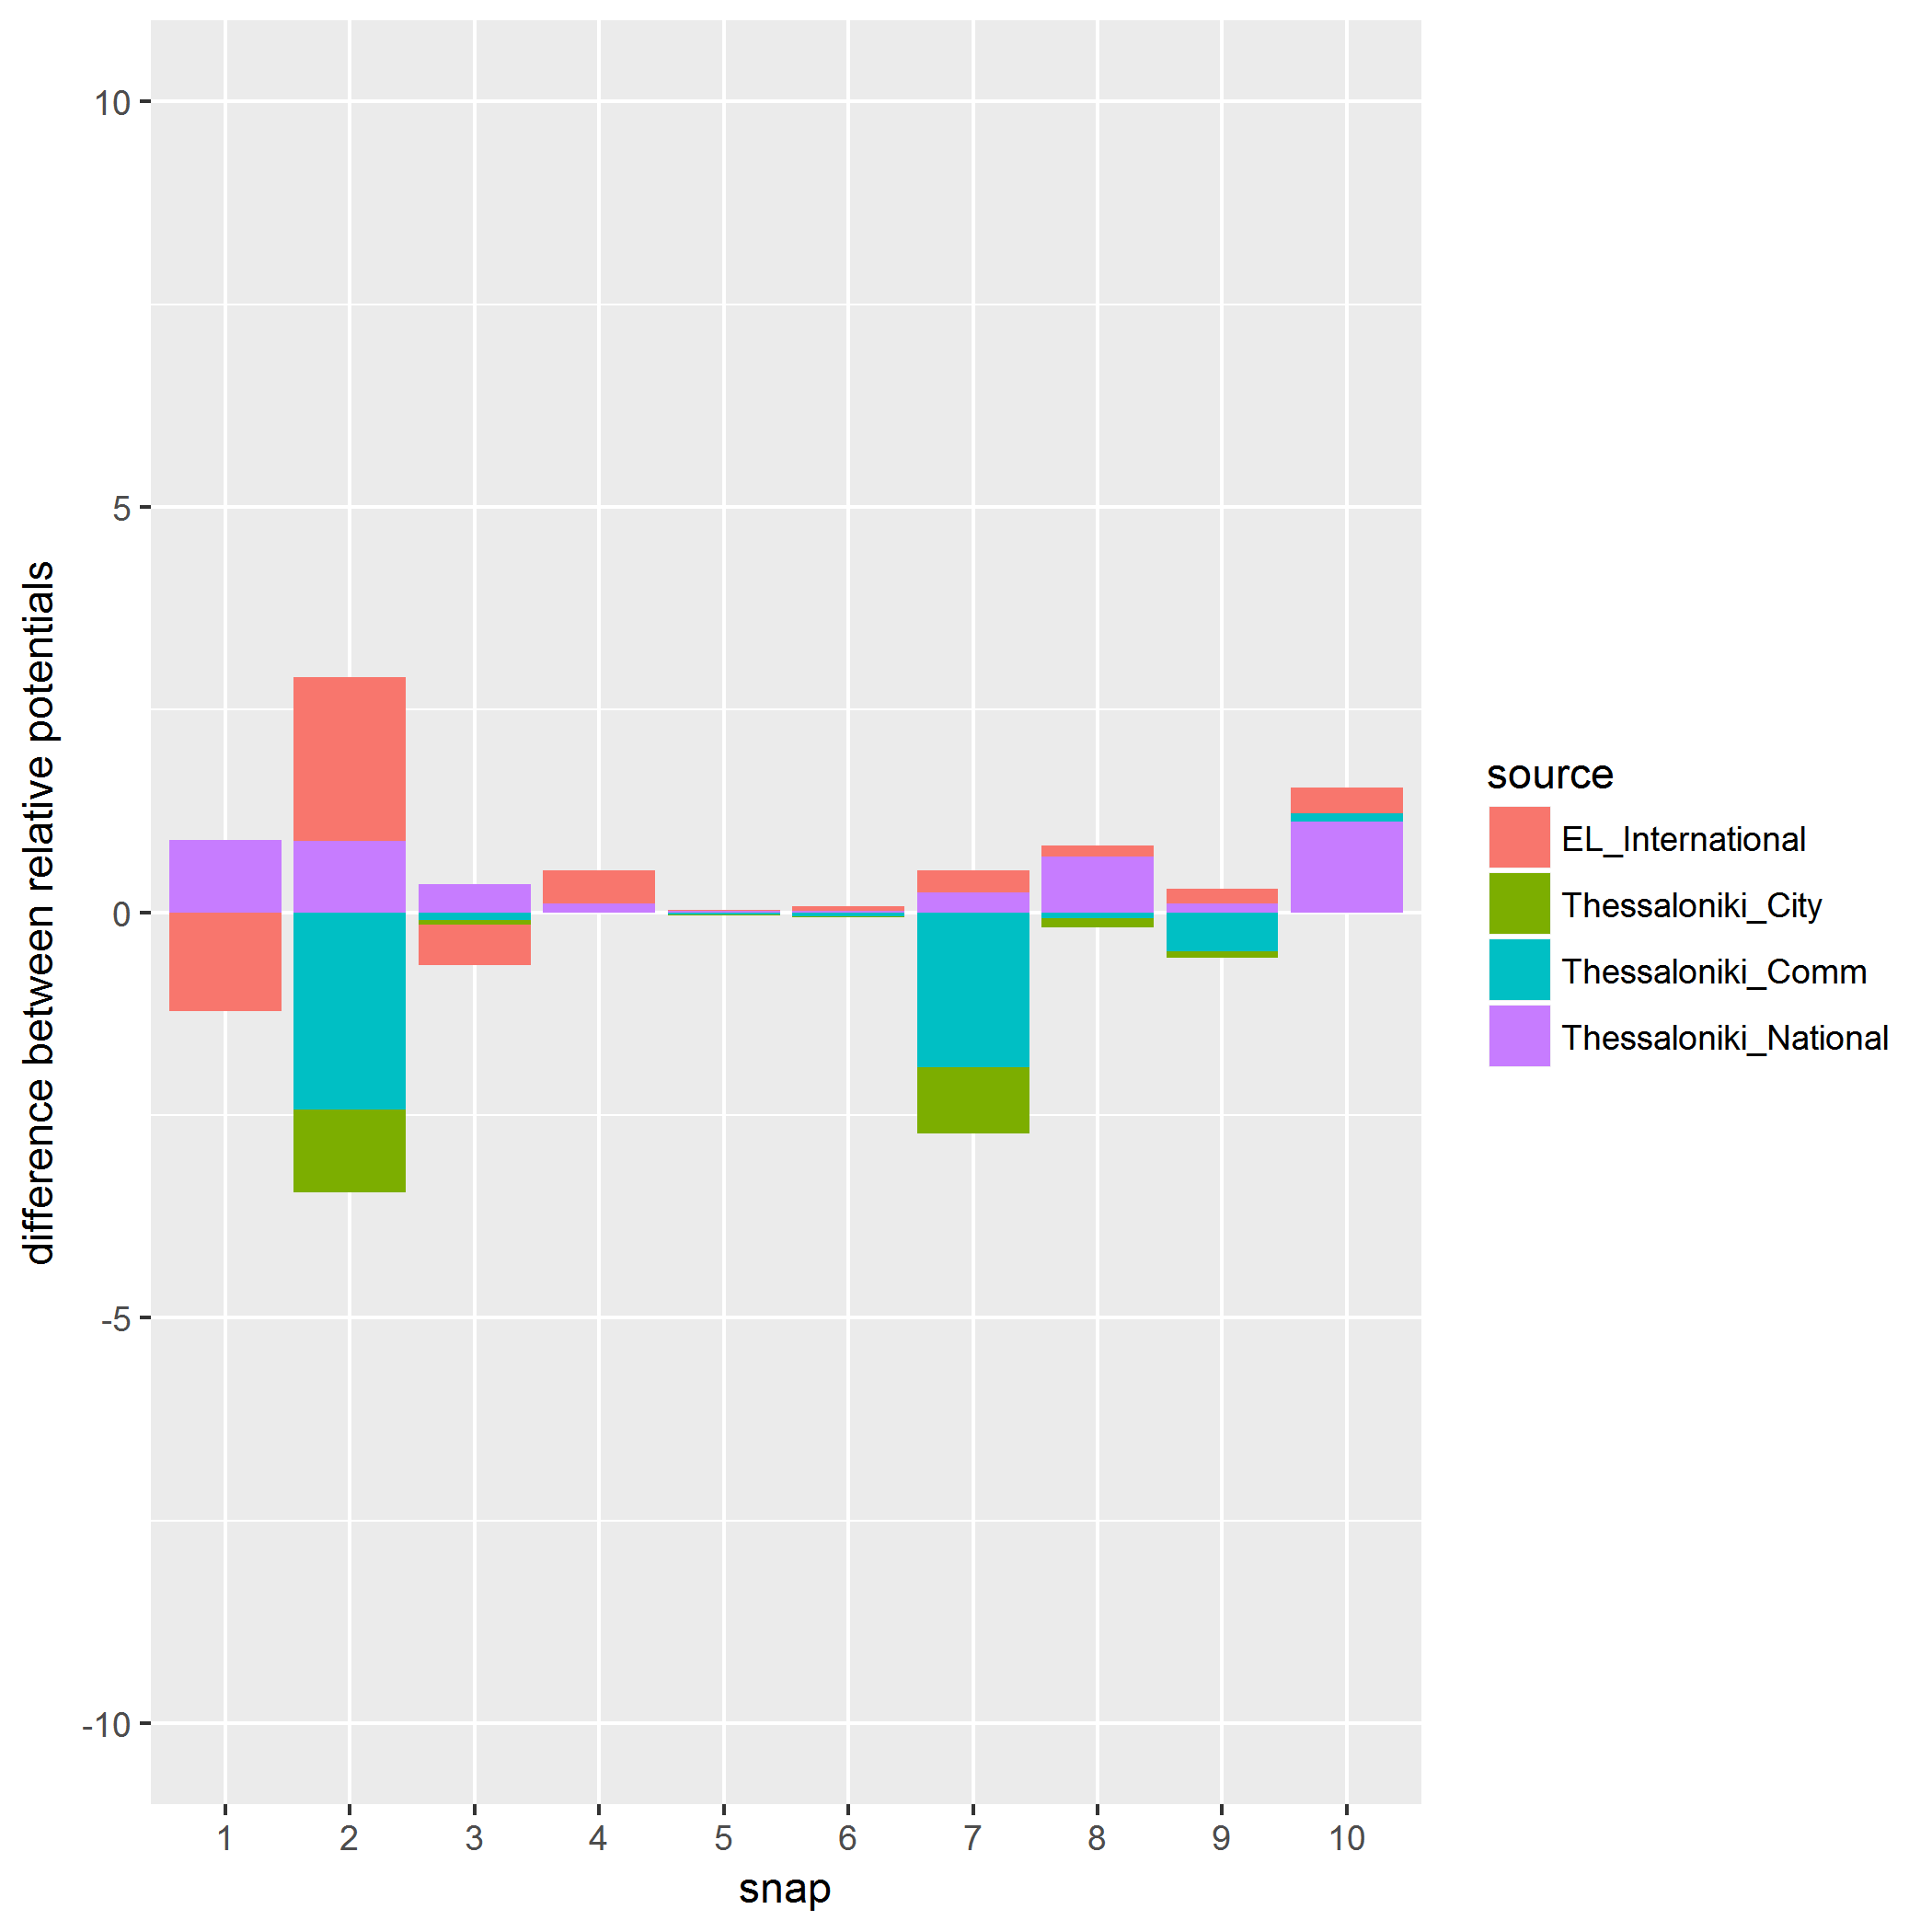 difference between relative potentials
10
5
0
-5
-10
1 2 3 4 5 6 7 8 9 10
snap
source
EL_International
Thessaloniki_City
Thessaloniki_Comm
Thessaloniki_National